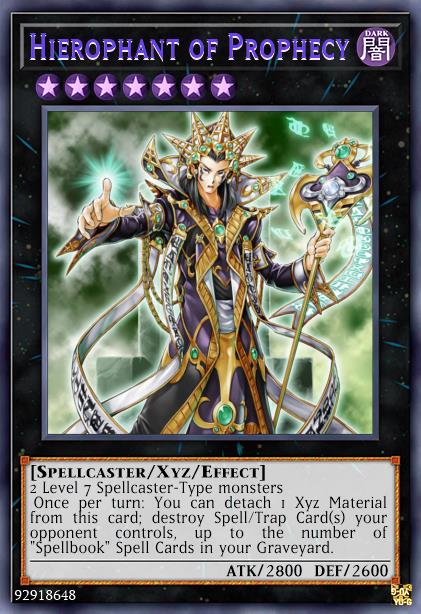 HIEROPHANT OF PROPHECY
DARK
闇
[SPELLCASTER/XYZ/EFFECT]
2 Level 7 Spellcaster-Type monsters
Once per turn: You can detach 1 Xyz Material
from this card; destroy Spell/Trap Card(s) your
opponent controls, up to the number of
"Spellbook" Spell Cards in your Graveyard.
ATK/2800 DEF/2600
92918648